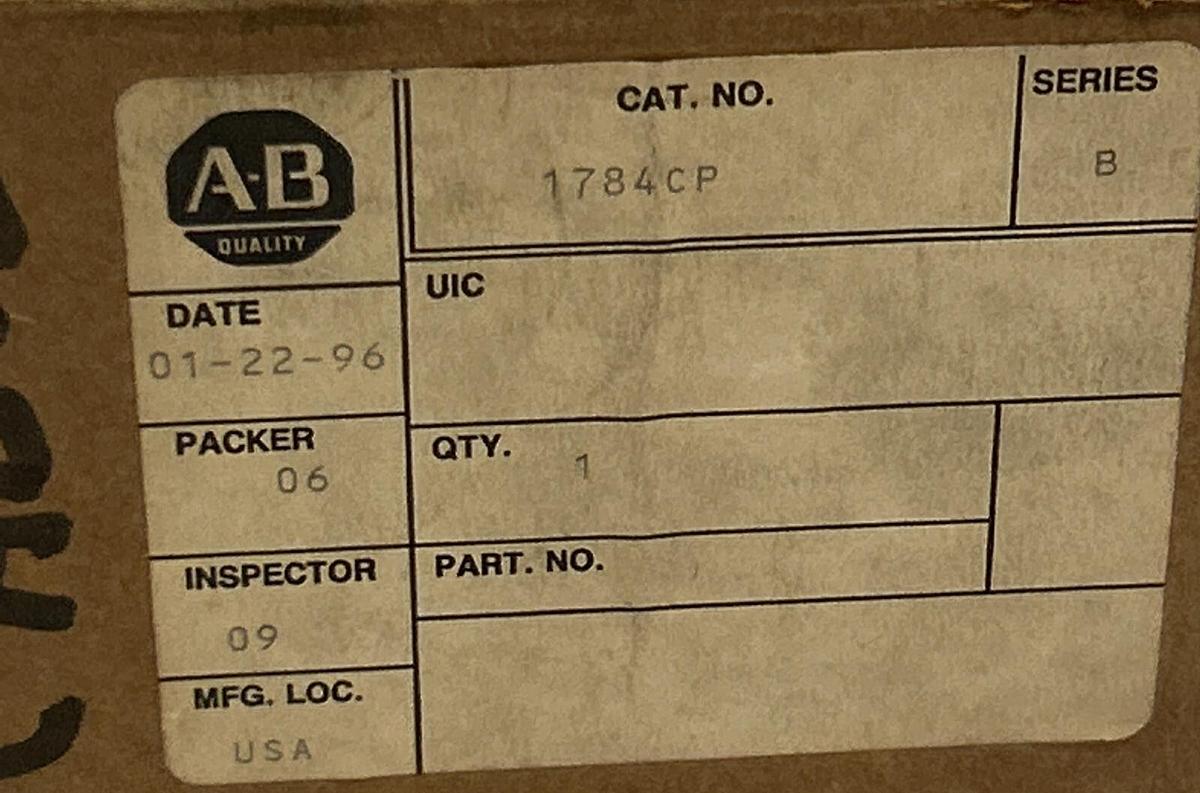 A-B
QUALITY
CAT. NO.
1784CP
SERIES
B
DATE
01-22-96
UIC
PACKER
06
QTY. 1
INSPECTOR
09
PART. NO.
MFG. LOC.
USA